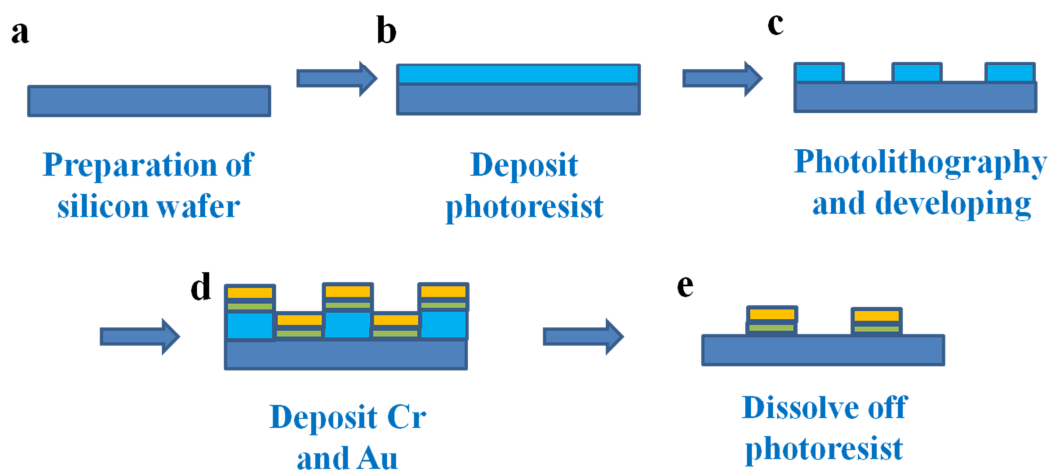 a
b
c
Preparation of
silicon wafer
Deposit
photoresist
Photolithography
and developing
d
e
Deposit Cr
and Au
Dissolve off
photoresist